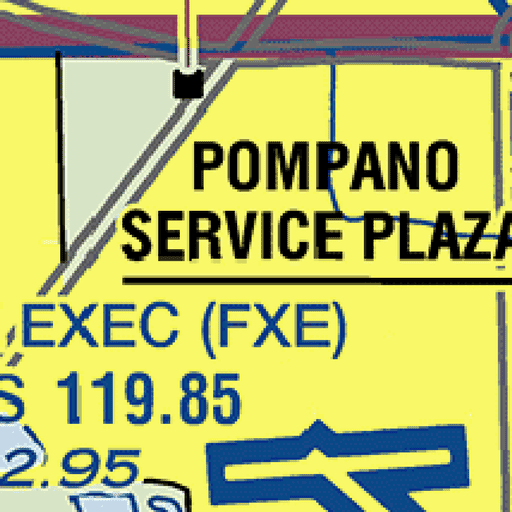 POMPANO
SERVICE PLAZA
EXEC (FXE)
S 119.85
2.95